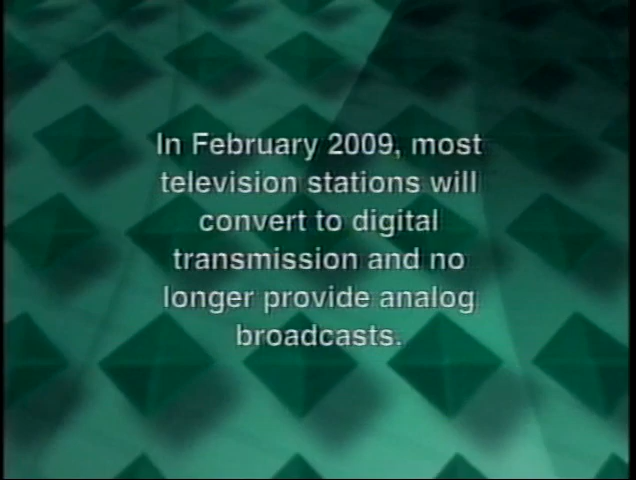 In February 2009, most
television stations will
convert to digital
transmission and no
longer provide analog
broadcasts.